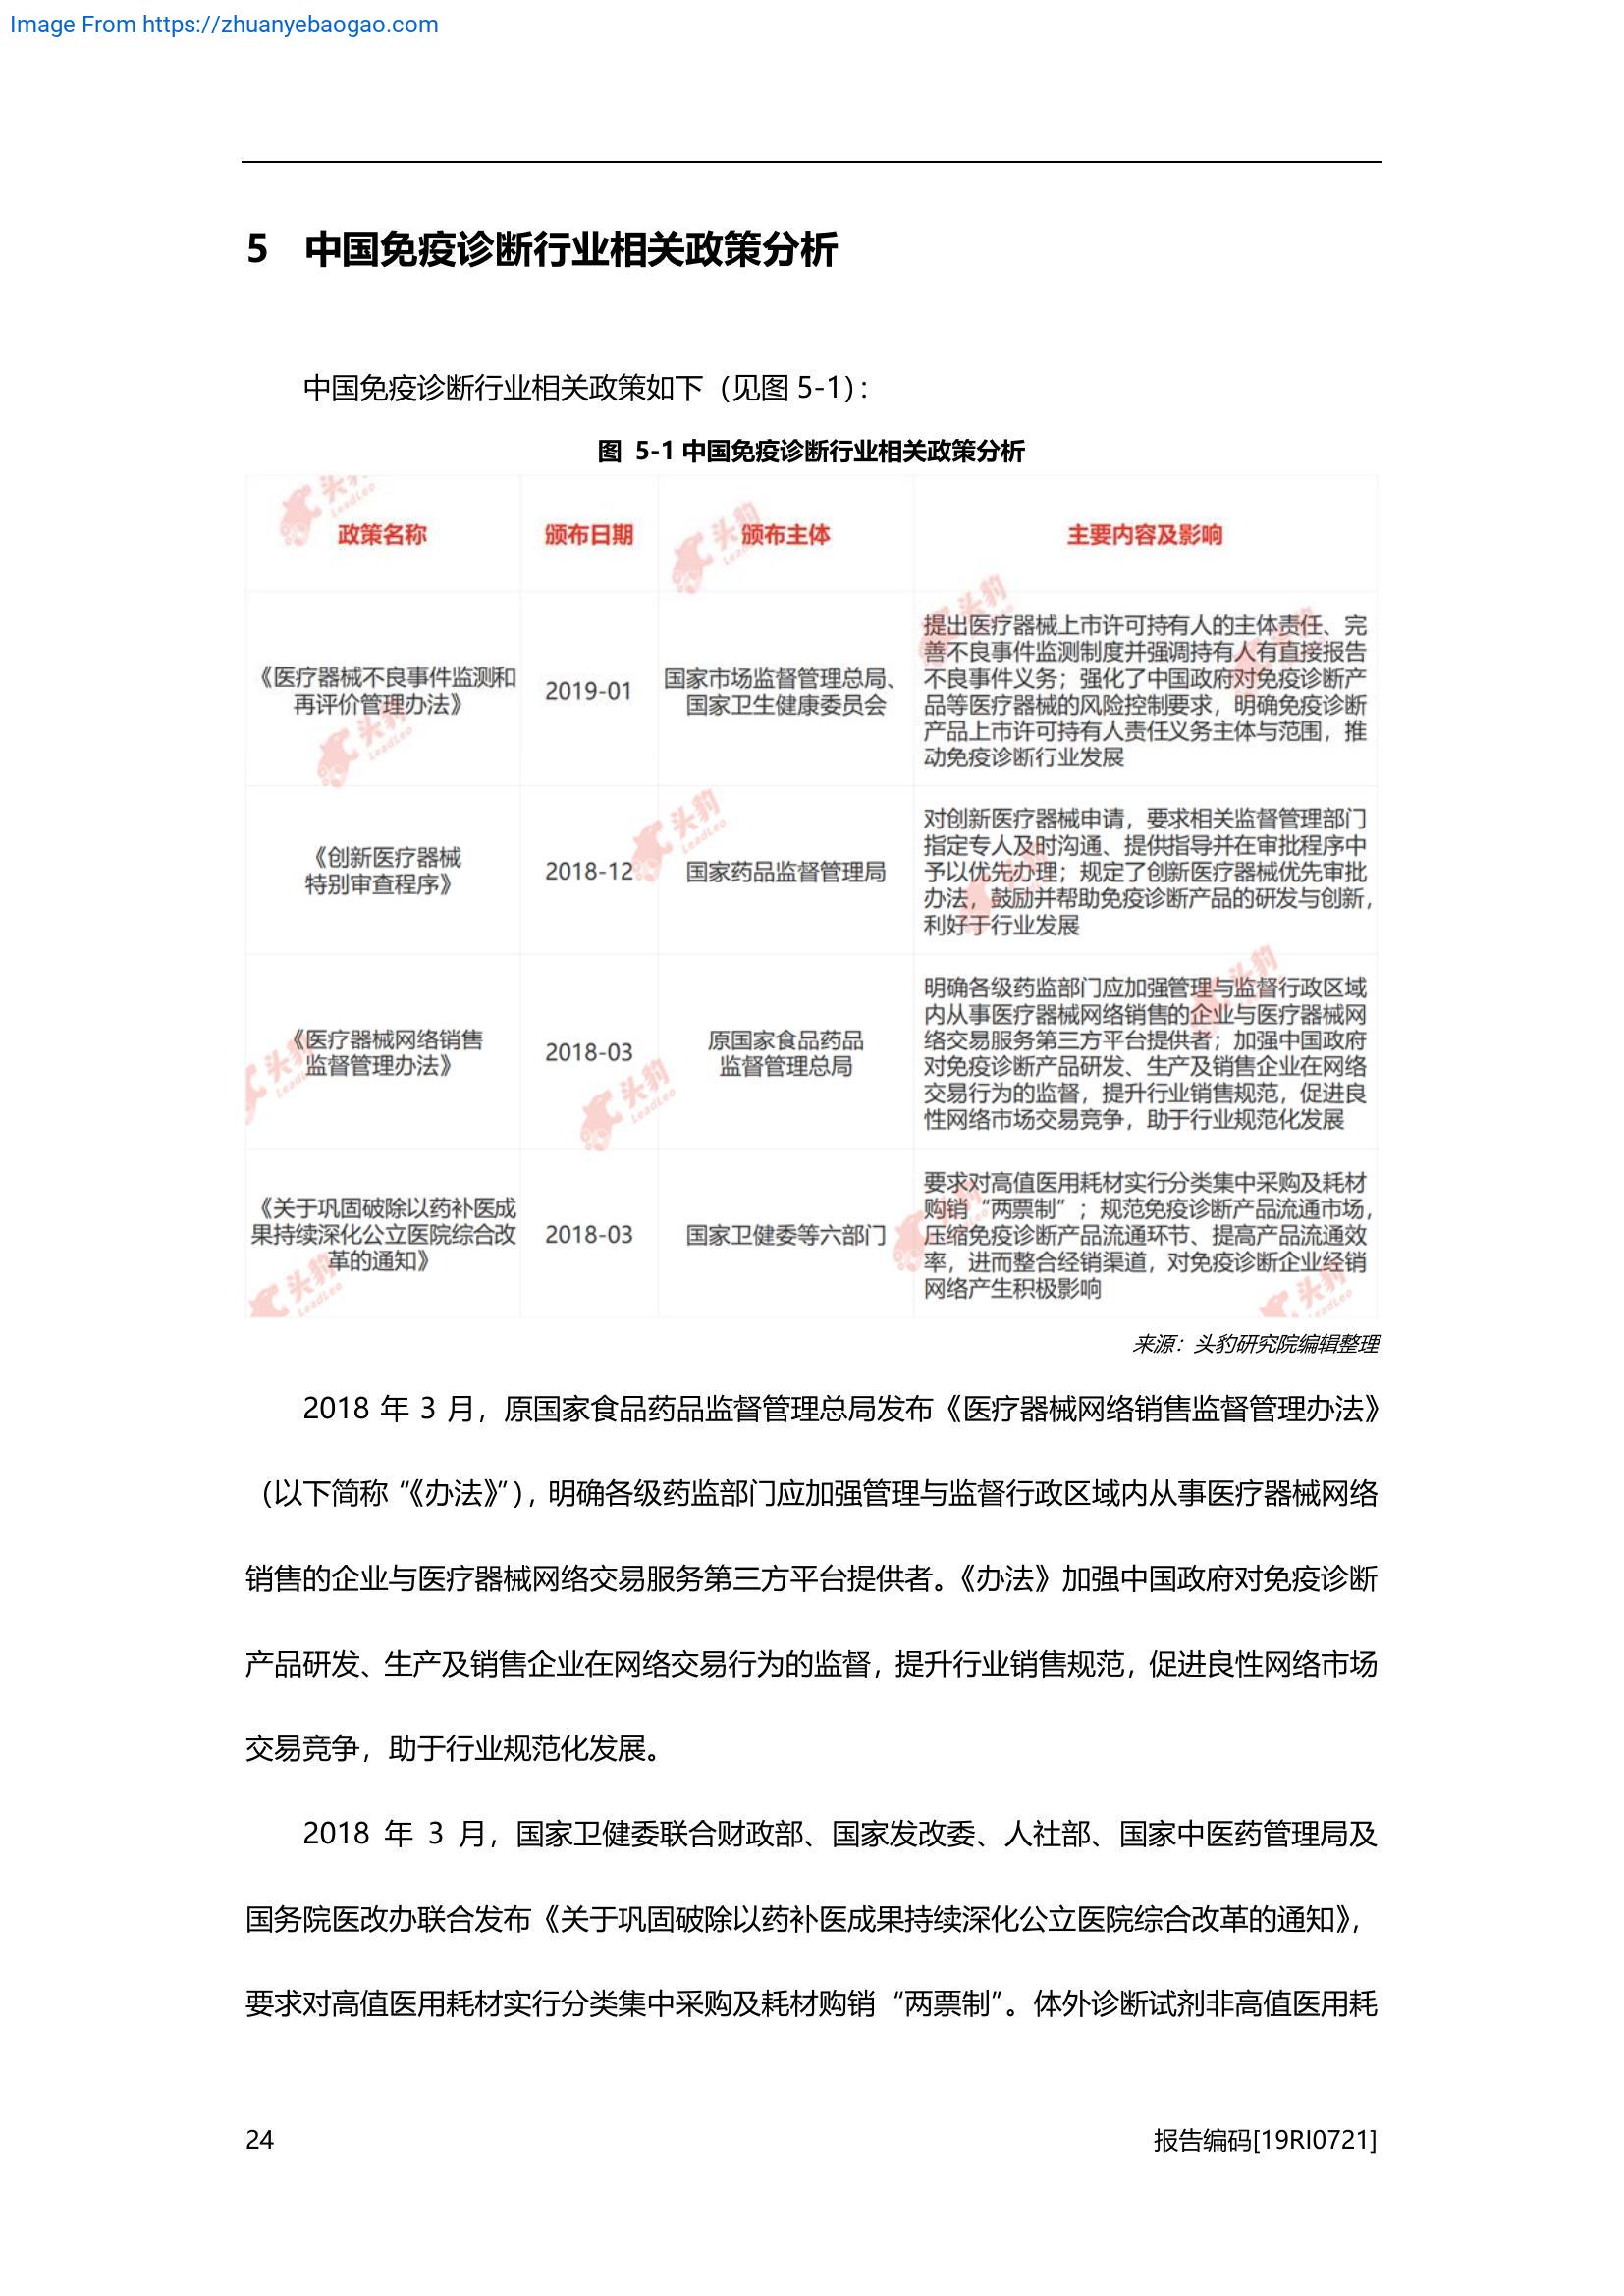 Image From https://zhuanyebaogao.com
5 中国免疫诊断行业相关政策分析
中国免疫诊断行业相关政策如下（见图 5-1）：
图 5-1 中国免疫诊断行业相关政策分析
政策名称 颁布日期 颁布主体 主要内容及影响
《医疗器械不良事件监测和
再评价管理办法》
2019-01
国家市场监督管理总局、
国家卫生健康委员会
提出医疗器械上市许可持有人的主体责任、完
善不良事件监测制度并强调持有人有直接报告
不良事件义务；强化了中国政府对免疫诊断产
品等医疗器械的风险控制要求，明确免疫诊断
产品上市许可持有人责任义务主体与范围，推
动免疫诊断行业发展
《创新医疗器械
特别审查程序》
2018-12
国家药品监督管理局
对创新医疗器械申请，要求相关监督管理部门
指定专人及时沟通、提供指导并在审批程序中
予以优先办理；规定了创新医疗器械优先审批
办法，鼓励并帮助免疫诊断产品的研发与创新，
利好于行业发展
《医疗器械网络销售
监督管理办法》
2018-03
原国家食品药品
监督管理总局
明确各级药监部门应加强管理与监督行政区域
内从事医疗器械网络销售的企业与医疗器械网
络交易服务第三方平台提供者；加强中国政府
对免疫诊断产品研发、生产及销售企业在网络
交易行为的监督，提升行业销售规范，促进良
性网络市场交易竞争，助于行业规范化发展
《关于巩固破除以药补医成
果持续深化公立医院综合改
革的通知》
2018-03
国家卫健委等六部门
要求对高值医用耗材实行分类集中采购及耗材
购销“两票制”；规范免疫诊断产品流通市场，
压缩免疫诊断产品流通环节、提高产品流通效
率，进而整合经销渠道，对免疫诊断企业经销
网络产生积极影响
来源：头豹研究院编辑整理
2018 年 3 月，原国家食品药品监督管理总局发布《医疗器械网络销售监督管理办法》
（以下简称“《办法》”），明确各级药监部门应加强管理与监督行政区域内从事医疗器械网络
销售的企业与医疗器械网络交易服务第三方平台提供者。《办法》加强中国政府对免疫诊断
产品研发、生产及销售企业在网络交易行为的监督，提升行业销售规范，促进良性网络市场
交易竞争，助于行业规范化发展。
2018 年 3 月，国家卫健委联合财政部、国家发改委、人社部、国家中医药管理局及
国务院医改办联合发布《关于巩固破除以药补医成果持续深化公立医院综合改革的通知》，
要求对高值医用耗材实行分类集中采购及耗材购销“两票制”。体外诊断试剂非高值医用耗
24 报告编码[19RI0721]